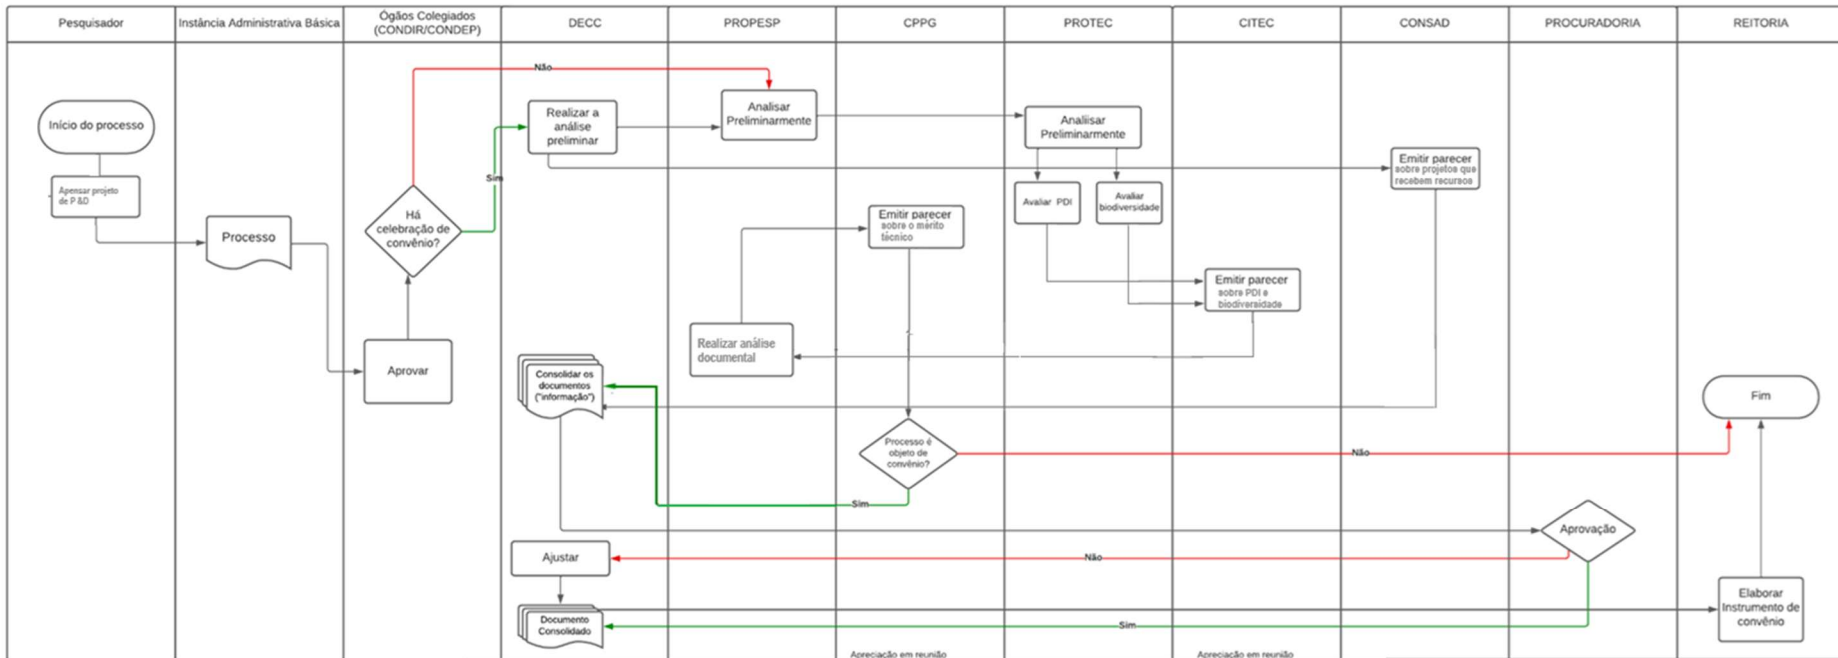 Pesquisador
Instância Administrativa Básica
Ógãos Colegiados
(CONDIR/CONDEP)
DECC
PROPESP
CPPG
PROTEC
CITEC
CONSAD
PROCURADORIA
REITORIA
Início do processo
Apensar projeto
de P &D
Processo
Aprovar
Há
celebração de
convênio?
Não
Sim
Realizar a
análise
preliminar
Analisar
Preliminarmente
Analiisar
Preliminarmente
Avaliar PDI
Avaliar
biodiversidade
Emitir parecer
sobre projetos que
recebem recursos
Emitir parecer
sobre o mérito
técnico
Emitir parecer
sobre PDI e
biodiversidade
Realizar análise
documental
Consolidar os
documentos
("informação")
Processo é
objeto de
convênio?
Não
Sim
Fim
Aprovação
Ajustar
Não
Documento
Consolidado
Sim
Elaborar
Instrumento de
convênio
Apreciação em reunião
Apreciação em reunião